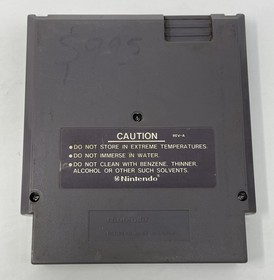 CAUTION REV-A
•DO NOT STORE IN EXTREME TEMPERATURES.
•DO NOT IMMERSE IN WATER.
•DO NOT CLEAN WITH BENZENE, THINNER,
ALCOHOL OR OTHER SUCH SOLVENTS.
Nintendo